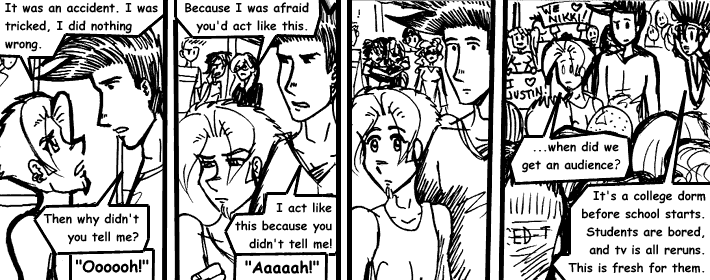 It was an accident. I was
tricked, I did nothing
wrong.
Then why didn't
you tell me?
"Oooooh!"
Because I was afraid
you'd act like this.
I act like
this because you
didn't tell me!
"Aaaaah!"
WE ♥
NIKKI!
I ♥
JUSTIN!
...when did we
get an audience?
ED-T
It's a college dorm
before school starts.
Students are bored,
and tv is all reruns.
This is fresh for them.